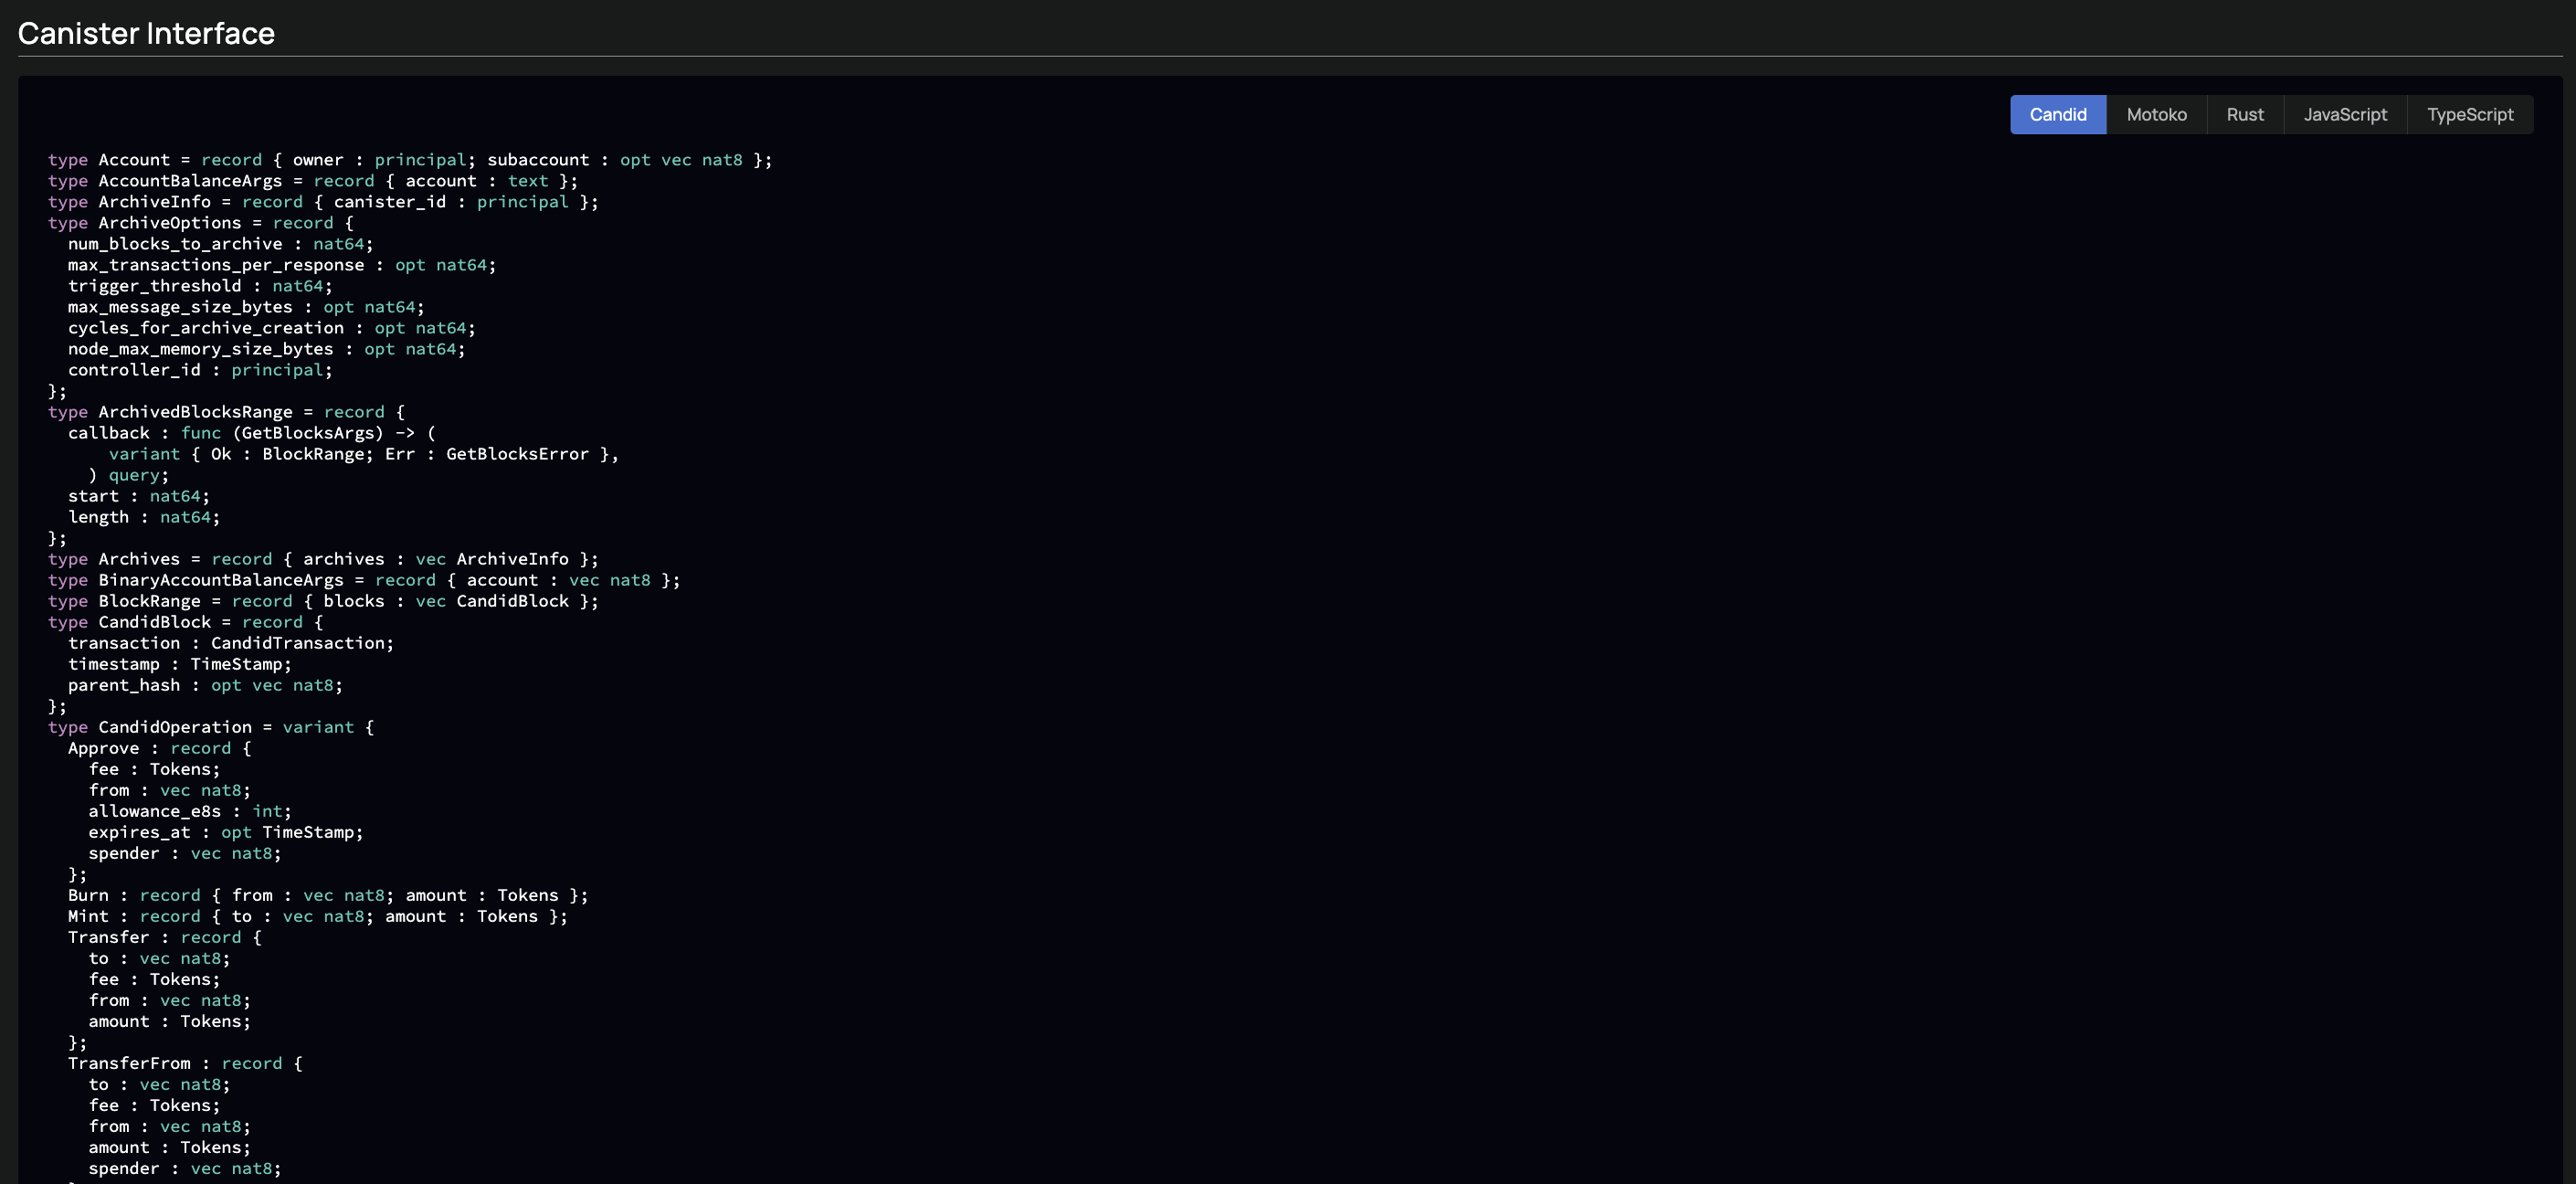 Canister Interface
Candid Motoko Rust JavaScript TypeScript
type Account = record { owner : principal; subaccount : opt vec nat8 };
type AccountBalanceArgs = record { account : text };
type ArchiveInfo = record { canister_id : principal };
type ArchiveOptions = record {
  num_blocks_to_archive : nat64;
  max_transactions_per_response : opt nat64;
  trigger_threshold : nat64;
  max_message_size_bytes : opt nat64;
  cycles_for_archive_creation : opt nat64;
  node_max_memory_size_bytes : opt nat64;
  controller_id : principal;
};
type ArchivedBlocksRange = record {
  callback : func (GetBlocksArgs) -> (
      variant { Ok : BlockRange; Err : GetBlocksError },
    ) query;
  start : nat64;
  length : nat64;
};
type Archives = record { archives : vec ArchiveInfo };
type BinaryAccountBalanceArgs = record { account : vec nat8 };
type BlockRange = record { blocks : vec CandidBlock };
type CandidBlock = record {
  transaction : CandidTransaction;
  timestamp : TimeStamp;
  parent_hash : opt vec nat8;
};
type CandidOperation = variant {
  Approve : record {
    fee : Tokens;
    from : vec nat8;
    allowance_e8s : int;
    expires_at : opt TimeStamp;
    spender : vec nat8;
  };
  Burn : record { from : vec nat8; amount : Tokens };
  Mint : record { to : vec nat8; amount : Tokens };
  Transfer : record {
    to : vec nat8;
    fee : Tokens;
    from : vec nat8;
    amount : Tokens;
  };
  TransferFrom : record {
    to : vec nat8;
    fee : Tokens;
    from : vec nat8;
    amount : Tokens;
    spender : vec nat8;